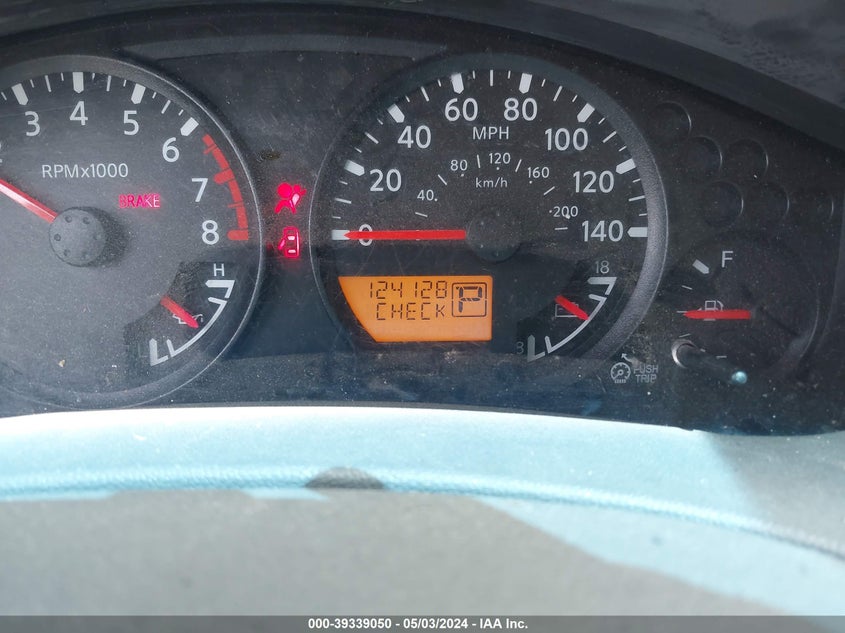 3 4 5 6 7 8
RPMx1000
BRAKE
H
0 20 40 60 80 100 120 140
MPH
40 80 120 160 200
km/h
124128
CHECK
P
18
8
F
PUSH
TRIP
000-39339050 - 05/03/2024 - IAA Inc.